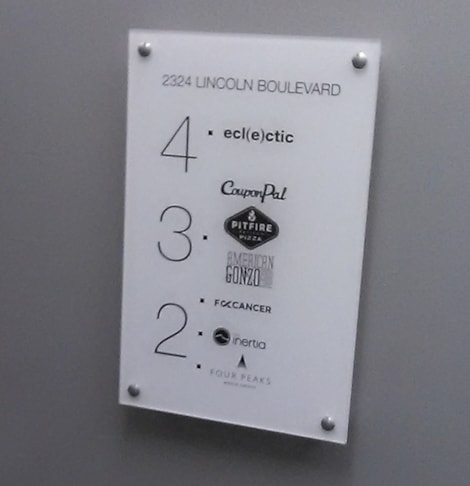 2324 LINCOLN BOULEVARD
4 ecl(e)ctic
CouponPal
3 PITFIRE
PIZZA
AMERICAN
GONZO
F CANCER
2 inertia
FOUR PEAKS